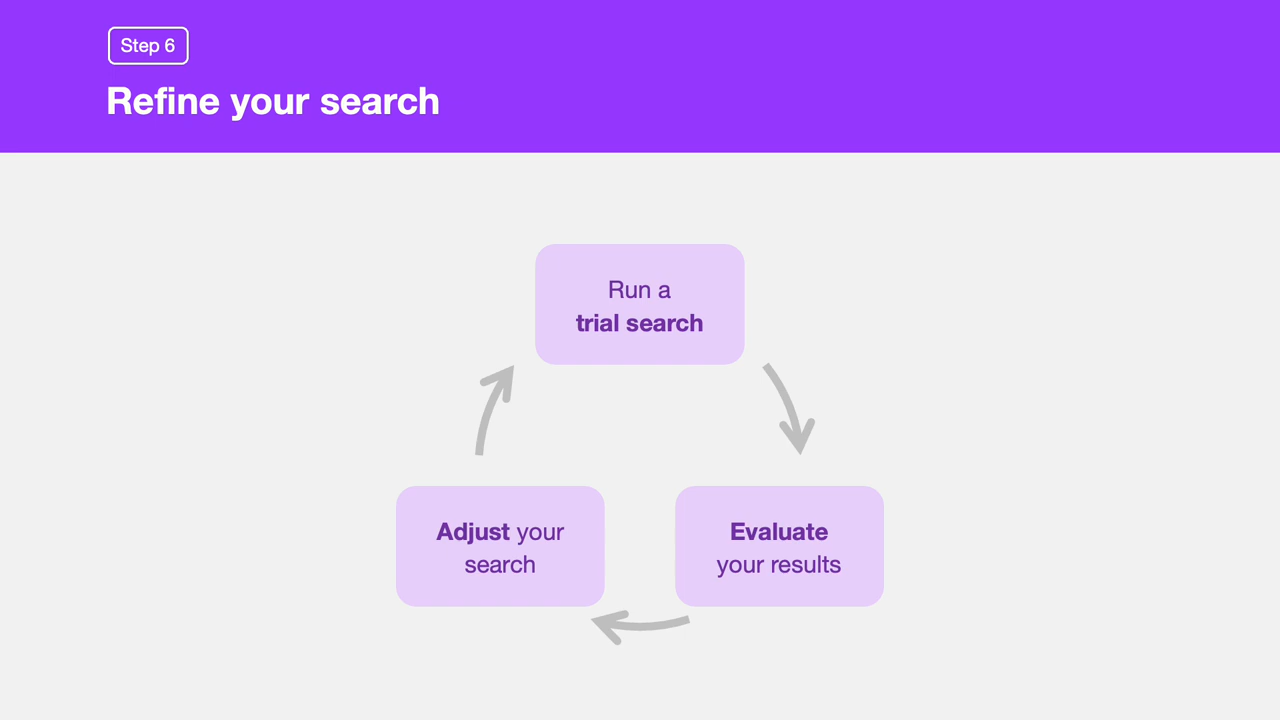 Step 6
Refine your search
Run a
trial search
Adjust your
search
Evaluate
your results